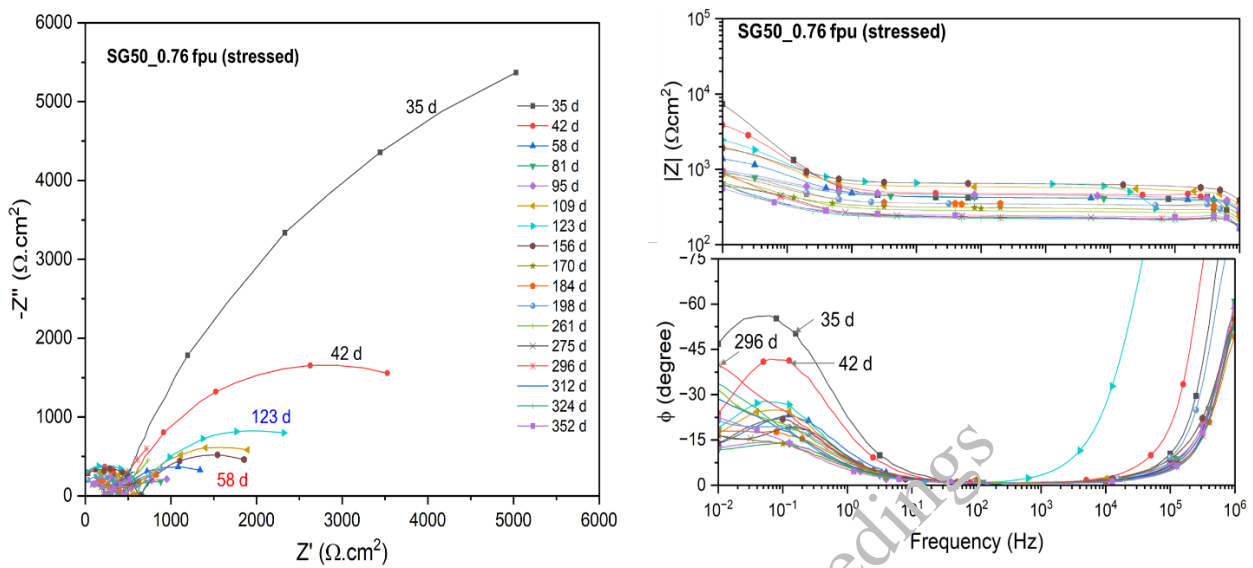 SG50_0.76 fpu (stressed)
-Z" (Ω.cm²)
6000
5000
4000
3000
2000
1000
0
35 d
42 d
123 d
58 d
35 d
42 d
58 d
81 d
95 d
109 d
123 d
156 d
170 d
184 d
198 d
261 d
275 d
296 d
312 d
324 d
352 d
0 1000 2000 3000 4000 5000 6000
Z' (Ω.cm²)
SG50_0.76 fpu (stressed)
|Z| (Ωcm²)
10⁵
10⁴
10³
10²
ϕ (degree)
−75
−60
−45
−30
−15
0
35 d
296 d
42 d
10⁻² 10⁻¹ 10⁰ 10¹ 10² 10³ 10⁴ 10⁵ 10⁶
Frequency (Hz)
edings